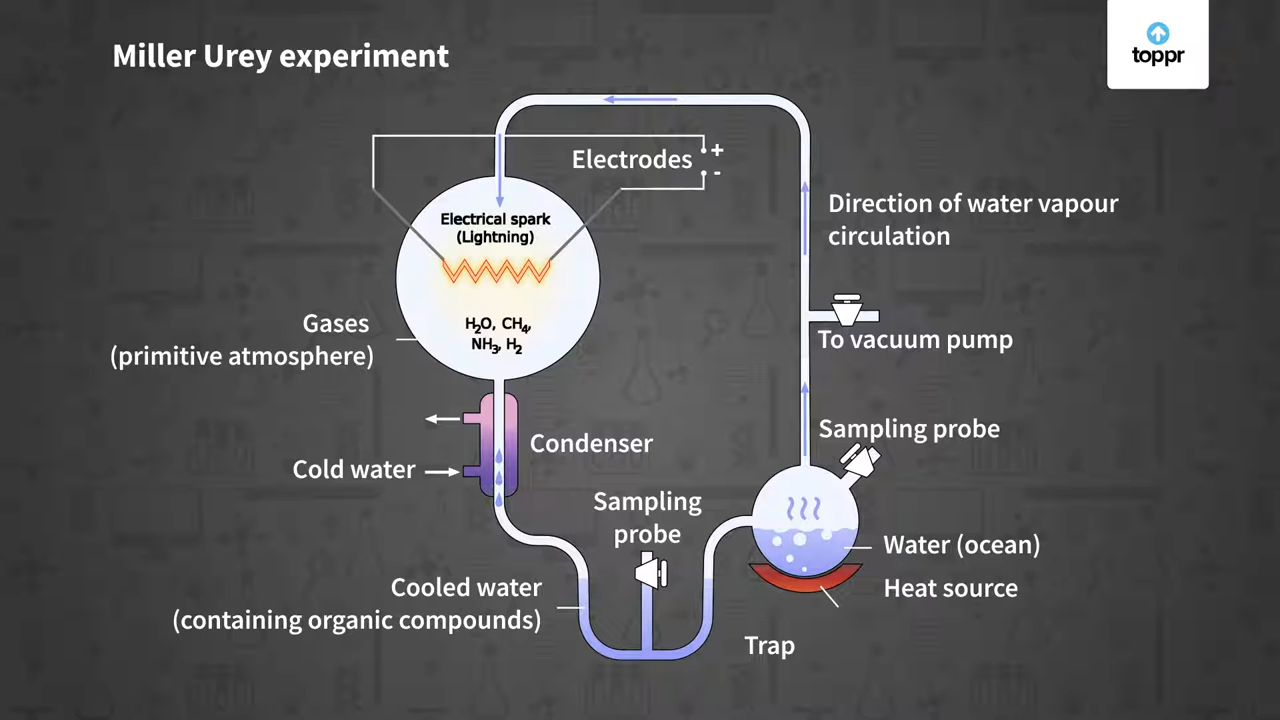 Miller Urey experiment
toppr
Electrodes
+
-
Electrical spark
(Lightning)
Direction of water vapour
circulation
Gases
(primitive atmosphere)
H₂O, CH₄,
NH₃, H₂
To vacuum pump
Sampling probe
Condenser
Cold water
Sampling
probe
Water (ocean)
Heat source
Cooled water
(containing organic compounds)
Trap